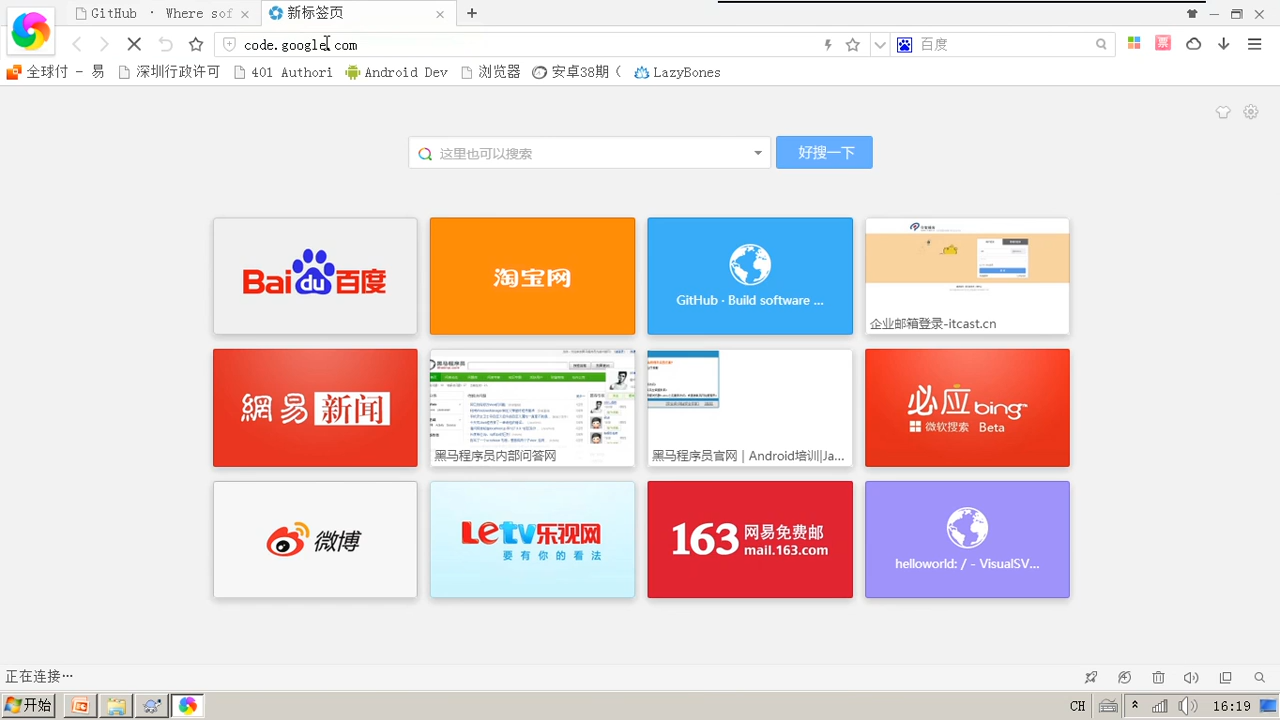 GitHub · Where sof
新标签页
code.google.com
百度
票
全球付 - 易
深圳行政许可
401 Authori
Android Dev
浏览器
安卓38期（
LazyBones
这里也可以搜索
好搜一下
Bai du 百度
淘宝网
GitHub · Build software ...
企业邮箱登录-itcast.cn
網易新闻
黑马程序员内部问答网
黑马程序员官网 | Android培训|Ja...
必应 bing
微软搜索 Beta
微博
Letv乐视网
要有你的看法
163 网易免费邮
mail.163.com
helloworld: / - VisualSV...
正在连接…
开始
CH
16:19